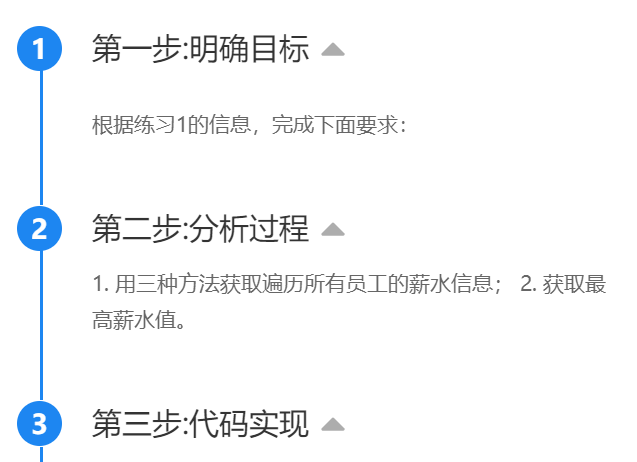 1 第一步:明确目标
根据练习1的信息，完成下面要求：
2 第二步:分析过程
1. 用三种方法获取遍历所有员工的薪水信息； 2. 获取最
高薪水值。
3 第三步:代码实现